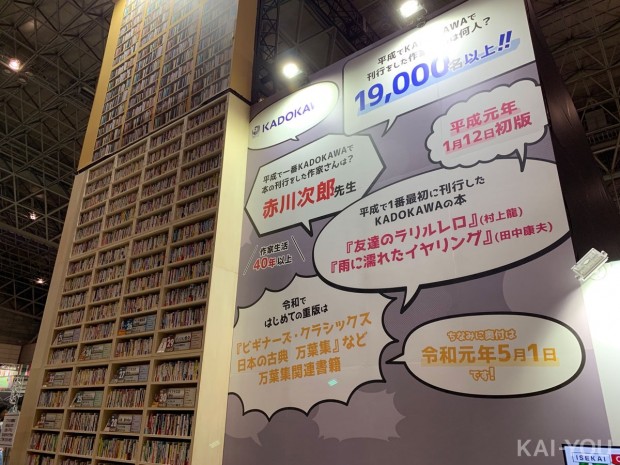 平成でKADOKAWAで
刊行をした作家は何人？
19,000名以上!!
KADOKAWA
平成元年
1月12日初版
平成で一番KADOKAWAで
本の刊行をした作家さんは？
赤川次郎先生
作家生活
40年以上
平成で1番最初に刊行した
KADOKAWAの本
『友達のラリルレロ』(村上龍)
『雨に濡れたイヤリング』(田中康夫)
令和で
はじめての重版は
『ビギナーズ・クラシックス
日本の古典 万葉集』など
万葉集関連書籍
ちなみに奥付は
令和元年5月1日
です!
ISEKAI
KAI-YOU